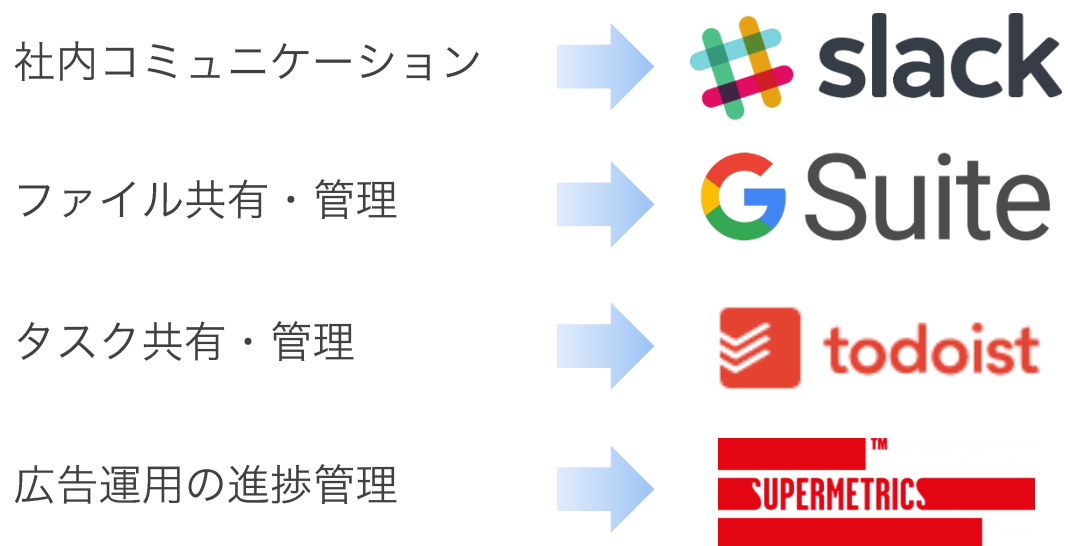 社内コミュニケーション
slack
ファイル共有・管理
G Suite
タスク共有・管理
todoist
広告運用の進捗管理
SUPERMETRICS™